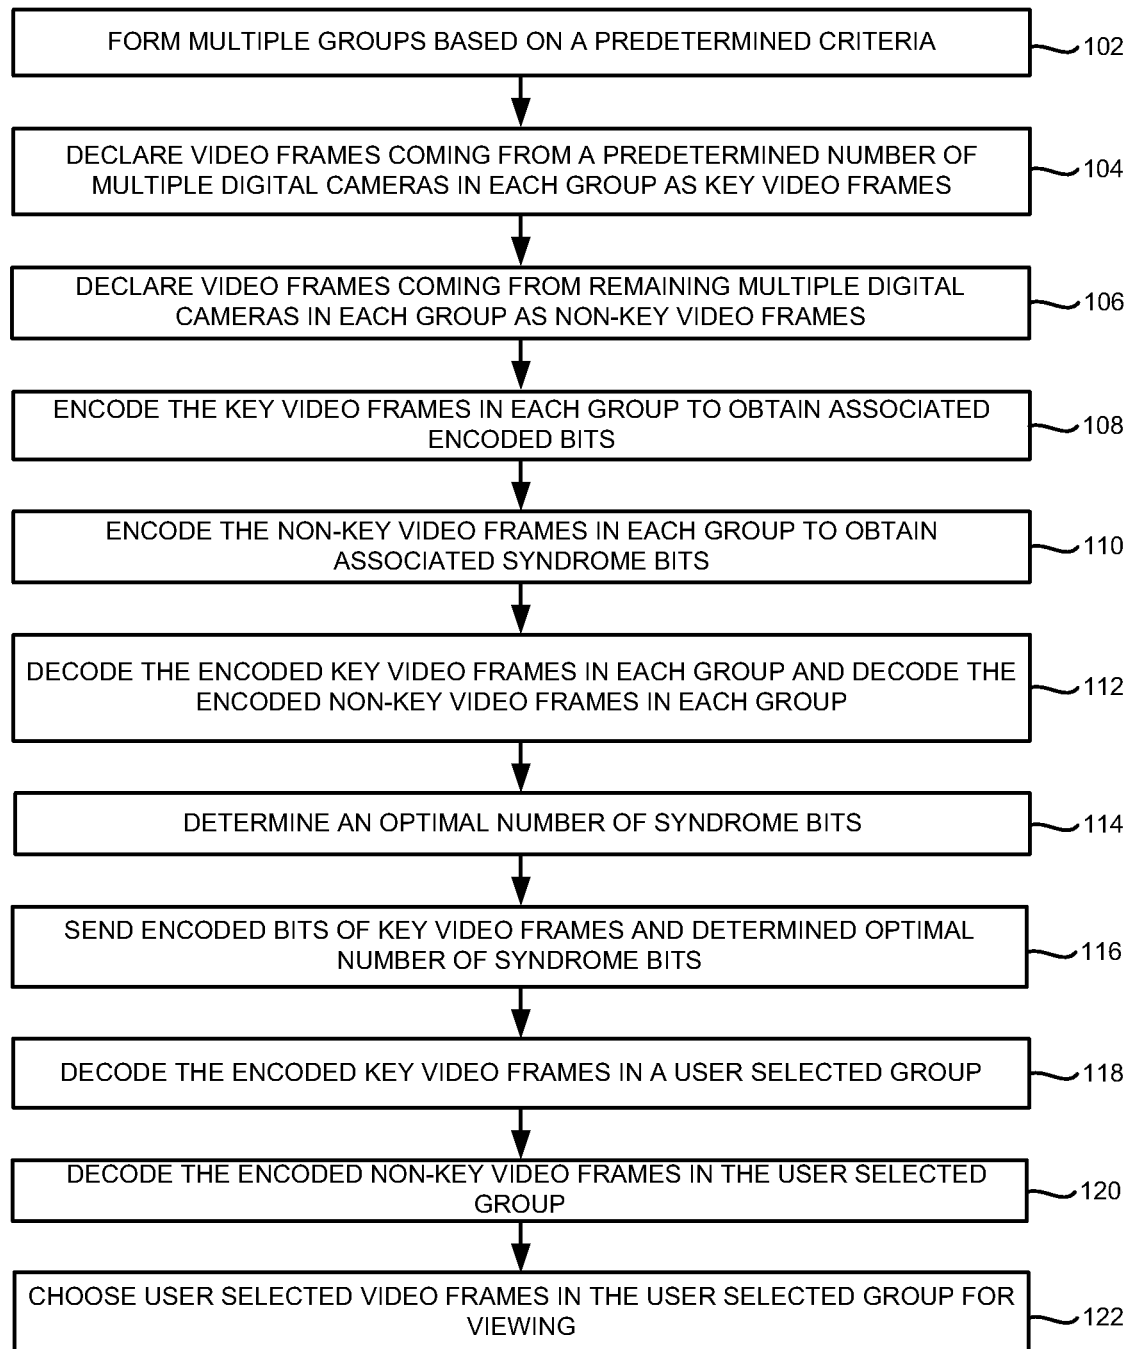 FORM MULTIPLE GROUPS BASED ON A PREDETERMINED CRITERIA
102
DECLARE VIDEO FRAMES COMING FROM A PREDETERMINED NUMBER OF
MULTIPLE DIGITAL CAMERAS IN EACH GROUP AS KEY VIDEO FRAMES
104
DECLARE VIDEO FRAMES COMING FROM REMAINING MULTIPLE DIGITAL
CAMERAS IN EACH GROUP AS NON-KEY VIDEO FRAMES
106
ENCODE THE KEY VIDEO FRAMES IN EACH GROUP TO OBTAIN ASSOCIATED
ENCODED BITS
108
ENCODE THE NON-KEY VIDEO FRAMES IN EACH GROUP TO OBTAIN
ASSOCIATED SYNDROME BITS
110
DECODE THE ENCODED KEY VIDEO FRAMES IN EACH GROUP AND DECODE THE
ENCODED NON-KEY VIDEO FRAMES IN EACH GROUP
112
DETERMINE AN OPTIMAL NUMBER OF SYNDROME BITS
114
SEND ENCODED BITS OF KEY VIDEO FRAMES AND DETERMINED OPTIMAL
NUMBER OF SYNDROME BITS
116
DECODE THE ENCODED KEY VIDEO FRAMES IN A USER SELECTED GROUP
118
DECODE THE ENCODED NON-KEY VIDEO FRAMES IN THE USER SELECTED
GROUP
120
CHOOSE USER SELECTED VIDEO FRAMES IN THE USER SELECTED GROUP FOR
VIEWING
122